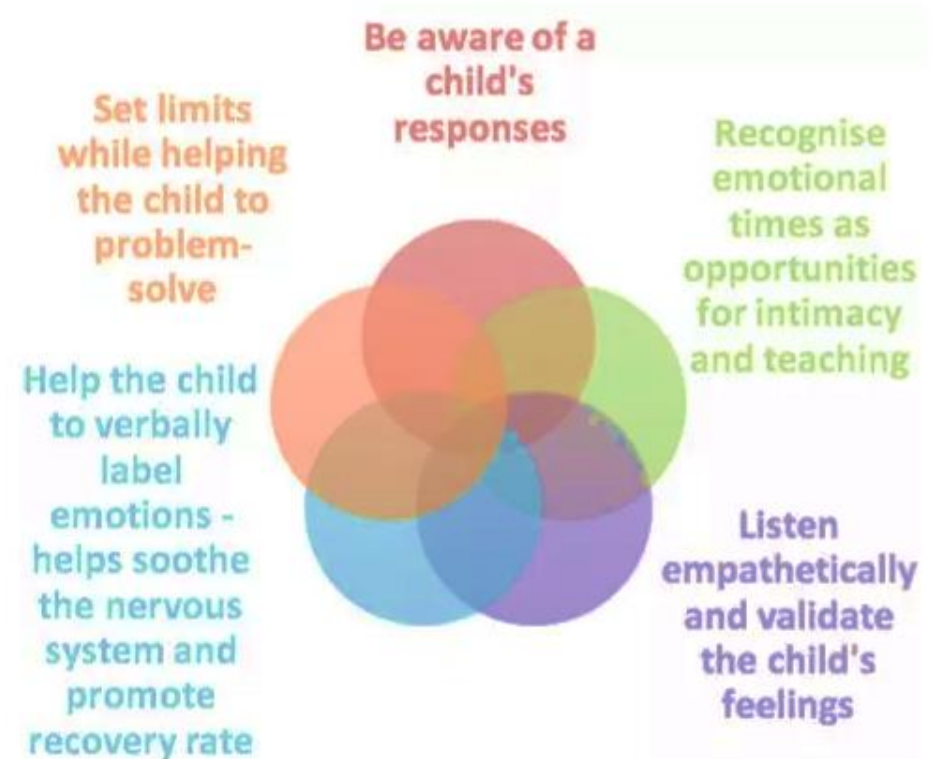 Be aware of a
child's
responses
Recognise
emotional
times as
opportunities
for intimacy
and teaching
Listen
empathetically
and validate
the child's
feelings
Help the child
to verbally
label
emotions -
helps soothe
the nervous
system and
promote
recovery rate
Set limits
while helping
the child to
problem-
solve